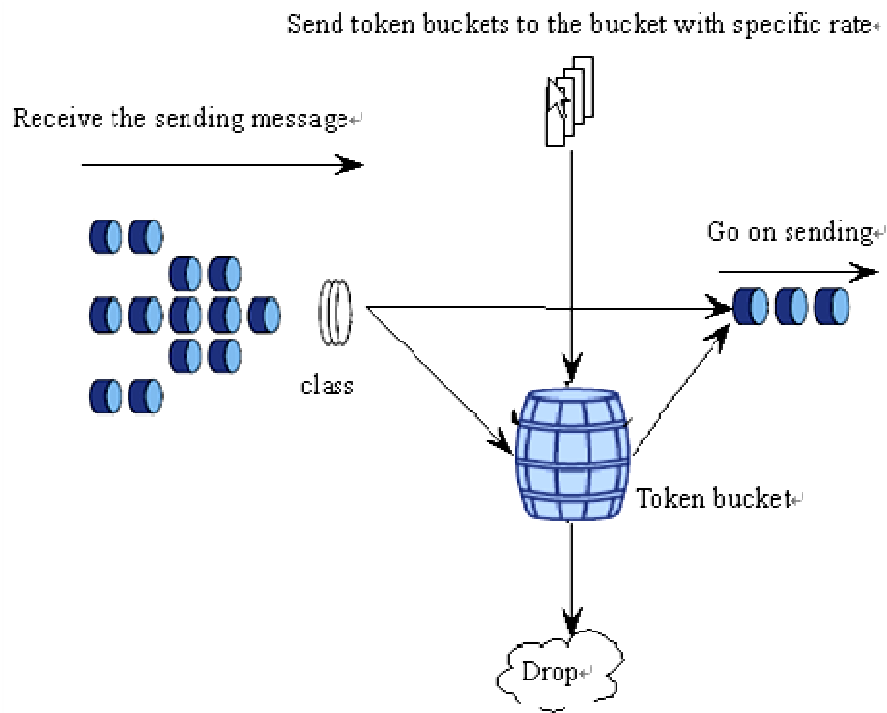 Send token buckets to the bucket with specific rate↵
Receive the sending message↵
Go on sending↵
class
Token bucket↵
Drop↵